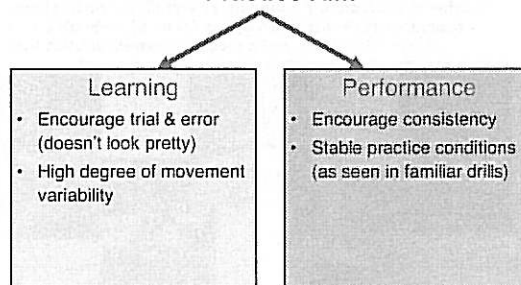 Learning
• Encourage trial & error
(doesn't look pretty)
• High degree of movement
variability
Performance
• Encourage consistency
• Stable practice conditions
(as seen in familiar drills)